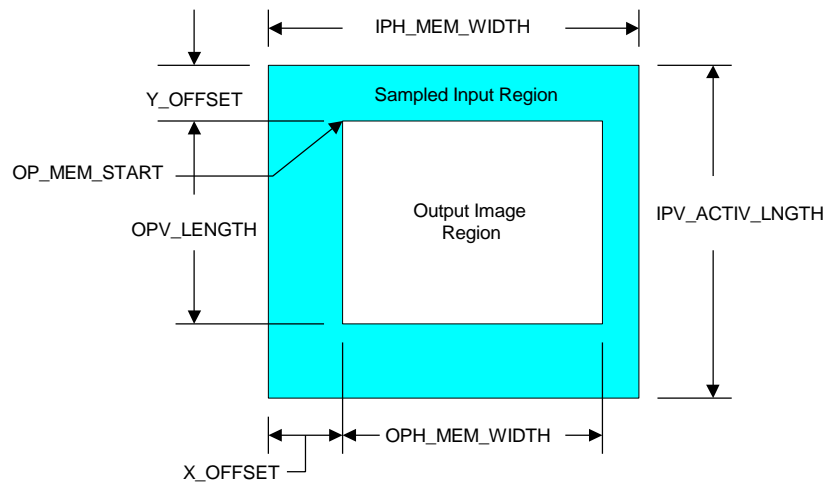 IPH_MEM_WIDTH
Y_OFFSET
Sampled Input Region
OP_MEM_START
OPV_LENGTH
Output Image
Region
IPV_ACTIV_LNGTH
OPH_MEM_WIDTH
X_OFFSET